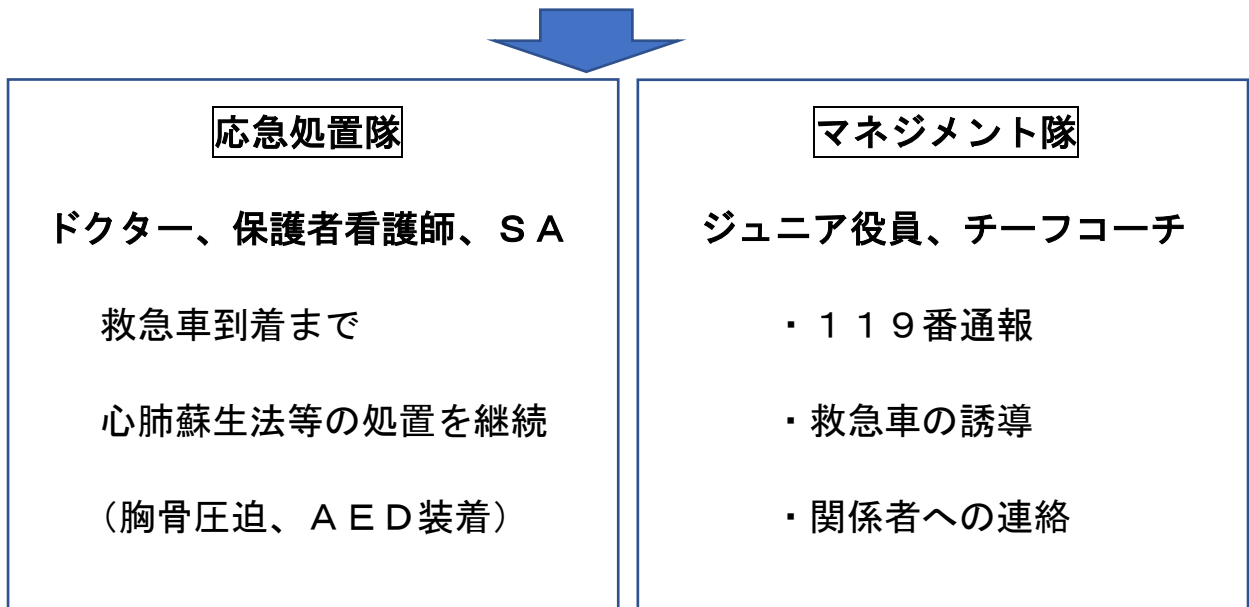 応急処置隊
ドクター、保護者看護師、ＳＡ
救急車到着まで
心肺蘇生法等の処置を継続
（胸骨圧迫、ＡＥＤ装着）
マネジメント隊
ジュニア役員、チーフコーチ
・１１９番通報
・救急車の誘導
・関係者への連絡